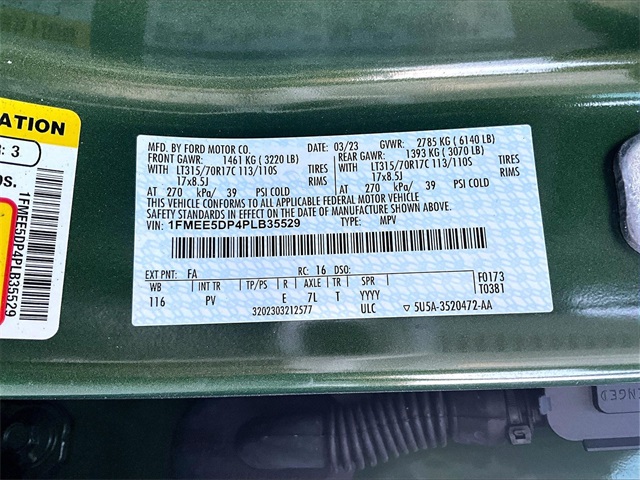 ATION
: 3
bs.
1FMEE5DP4PLB35529
MFD. BY FORD MOTOR CO. DATE: 03/23 GVWR: 2785 KG ( 6140 LB)
FRONT GAWR: 1461 KG ( 3220 LB) REAR GAWR: 1393 KG ( 3070 LB)
LT315/70R17C 113/110S TIRES LT315/70R17C 113/110S TIRES
17x8.5J RIMS 17x8.5J RIMS
AT 270 kPa/ 39 PSI COLD AT 270 kPa/ 39 PSI COLD
THIS VEHICLE CONFORMS TO ALL APPLICABLE FEDERAL MOTOR VEHICLE
SAFETY STANDARDS IN EFFECT ON THE DATE OF MANUFACTURE SHOWN ABOVE.
VIN: 1FMEE5DP4PLB35529 TYPE: MPV
EXT PNT: FA RC: 16 DSO:
WB INT TR TP/PS R AXLE TR SPR F0173
116 PV E 7L T YYYY T0381
3202303212577 ULC 5U5A-3520472-AA